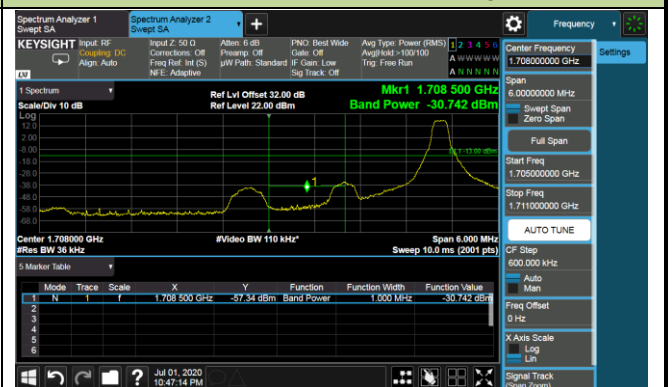 Spectrum Analyzer 1
Swept SA
Spectrum Analyzer 2
Swept SA
Frequency
KEYSIGHT
Input: RF
Coupling: DC
Align: Auto
Input Z: 50 Ω
Corrections: Off
Freq Ref: Int (S)
NFE: Adaptive
Atten: 6 dB
Preamp: Off
µW Path: Standard
PNO: Best Wide
Gate: Off
IF Gain: Low
Sig Track: Off
Avg Type: Power (RMS)
Avg|Hold:>100/100
Trig: Free Run
1 2 3 4 5 6
A W W W W W
A N N N N N
LXI
1 Spectrum
Scale/Div 10 dB
Ref Lvl Offset 32.00 dB
Ref Level 22.00 dBm
Mkr1 1.708 500 GHz
Band Power -30.742 dBm
Log
12.0
2.00
-8.00
-18.0
-28.0
-38.0
-48.0
-58.0
-68.0
DL1 -13.00 dBm
1
Center 1.708000 GHz
#Res BW 36 kHz
#Video BW 110 kHz*
Span 6.000 MHz
Sweep 10.0 ms (2001 pts)
5 Marker Table
Mode Trace Scale X Y Function Function Width Function Value
1 N 1 f 1.708 500 GHz -57.34 dBm Band Power 1.000 MHz -30.742 dBm
2
3
4
5
6
Jul 01, 2020
10:47:14 PM
Center Frequency
1.708000000 GHz
Settings
Span
6.00000000 MHz
Swept Span
Zero Span
Full Span
Start Freq
1.705000000 GHz
Stop Freq
1.711000000 GHz
AUTO TUNE
CF Step
600.000 kHz
Auto
Man
Freq Offset
0 Hz
X Axis Scale
Log
Lin
Signal Track
(Span Zoom)